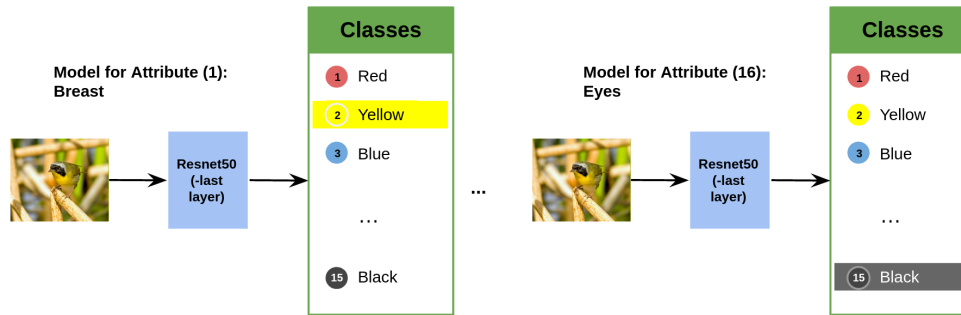 Classes
Model for Attribute (1):
Breast
Resnet50
(-last
layer)
1 Red
2 Yellow
3 Blue
...
15 Black
...
Classes
Model for Attribute (16):
Eyes
Resnet50
(-last
layer)
1 Red
2 Yellow
3 Blue
...
15 Black